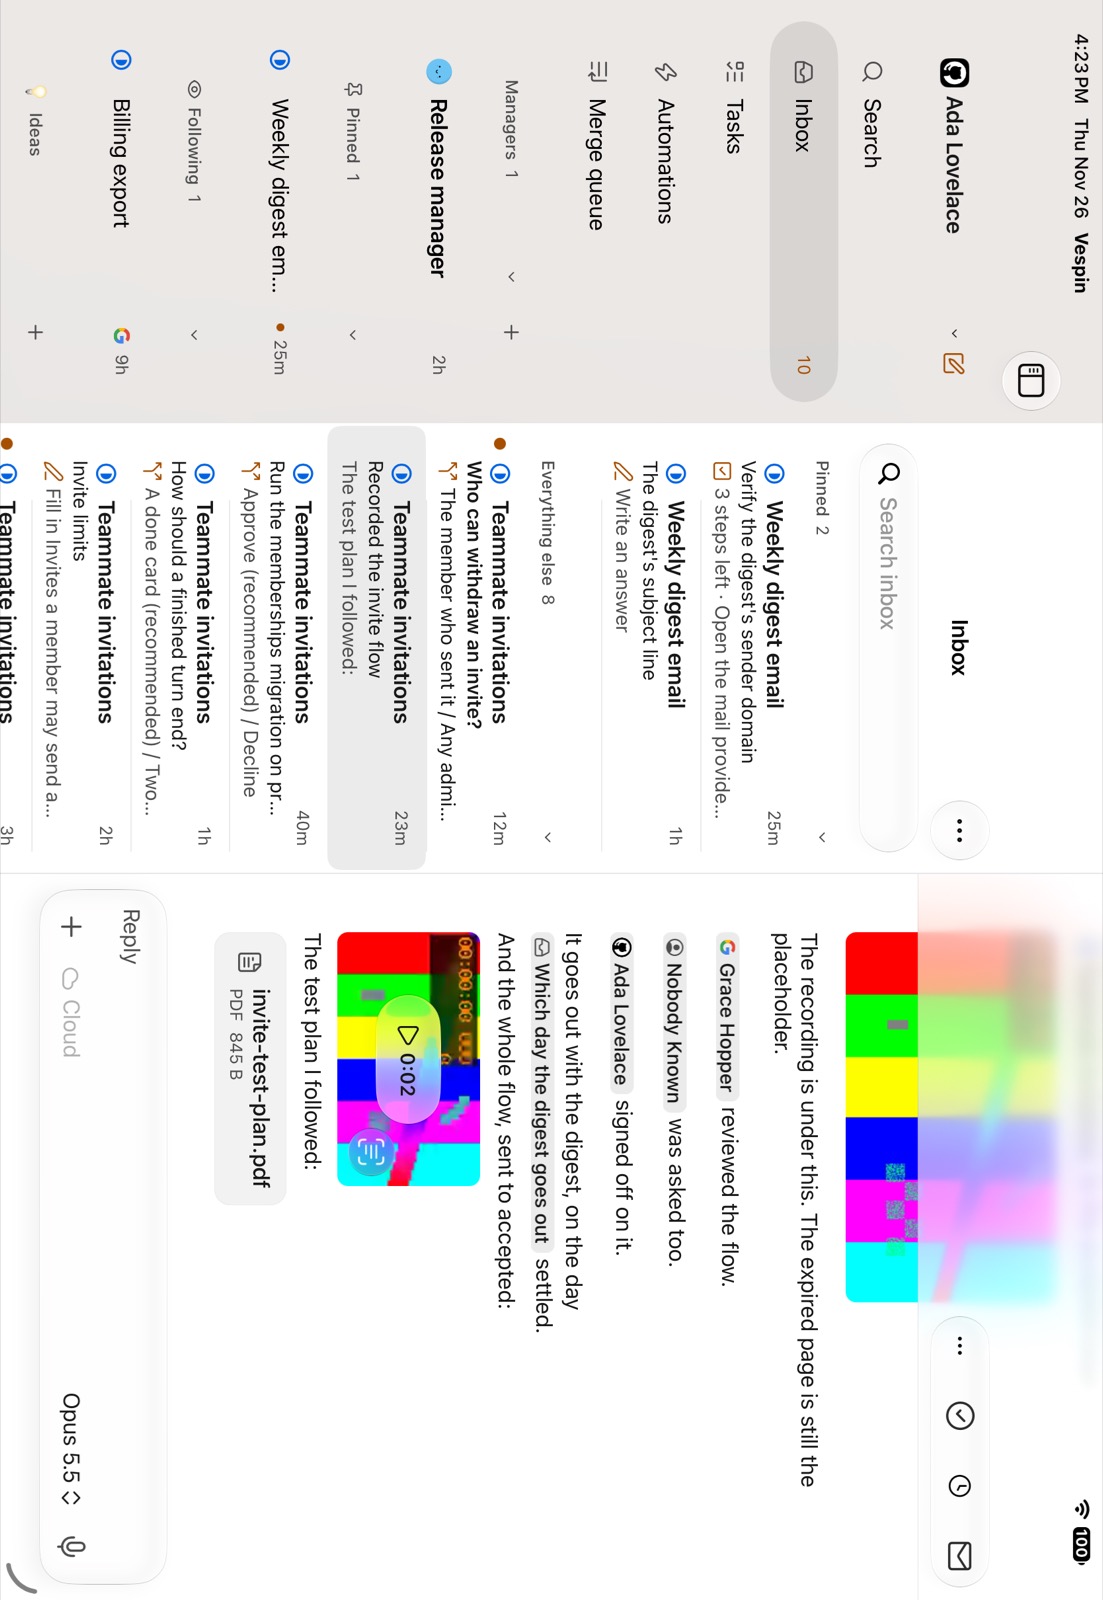 4:23 PM Thu Nov 26 Vespin
100
Ada Lovelace
Search
Inbox 10
Tasks
Automations
Merge queue
Managers 1
Release manager 2h
Pinned 1
Weekly digest em... 25m
Following 1
Billing export 9h
Ideas
Inbox
Search inbox
Pinned 2
Weekly digest email 25m
Verify the digest's sender domain
3 steps left · Open the mail provide...
Weekly digest email 1h
The digest's subject line
Write an answer
Everything else 8
Teammate invitations 12m
Who can withdraw an invite?
The member who sent it / Any admi...
Teammate invitations 23m
Recorded the invite flow
The test plan I followed:
Teammate invitations 40m
Run the memberships migration on pr...
Approve (recommended) / Decline
Teammate invitations 1h
How should a finished turn end?
A done card (recommended) / Two...
Teammate invitations 2h
Invite limits
Fill in Invites a member may send a...
Teammate invitations 3h
The recording is under this. The expired page is still the
placeholder.
Grace Hopper reviewed the flow.
Nobody Known was asked too.
Ada Lovelace signed off on it.
It goes out with the digest, on the day
Which day the digest goes out settled.
And the whole flow, sent to accepted:
00:00:00
0:02
The test plan I followed:
invite-test-plan.pdf
PDF 845 B
Reply
Cloud
Opus 5.5